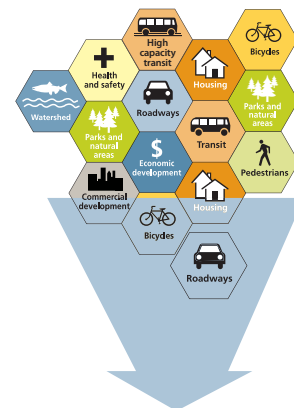 High
capacity
transit
Bicycles
Health
and safety
Housing
Roadways
Watershed
Parks and
natural areas
Parks and
natural
areas
Transit
$
Economic
development
Pedestrians
Commercial
development
Housing
Bicycles
Roadways